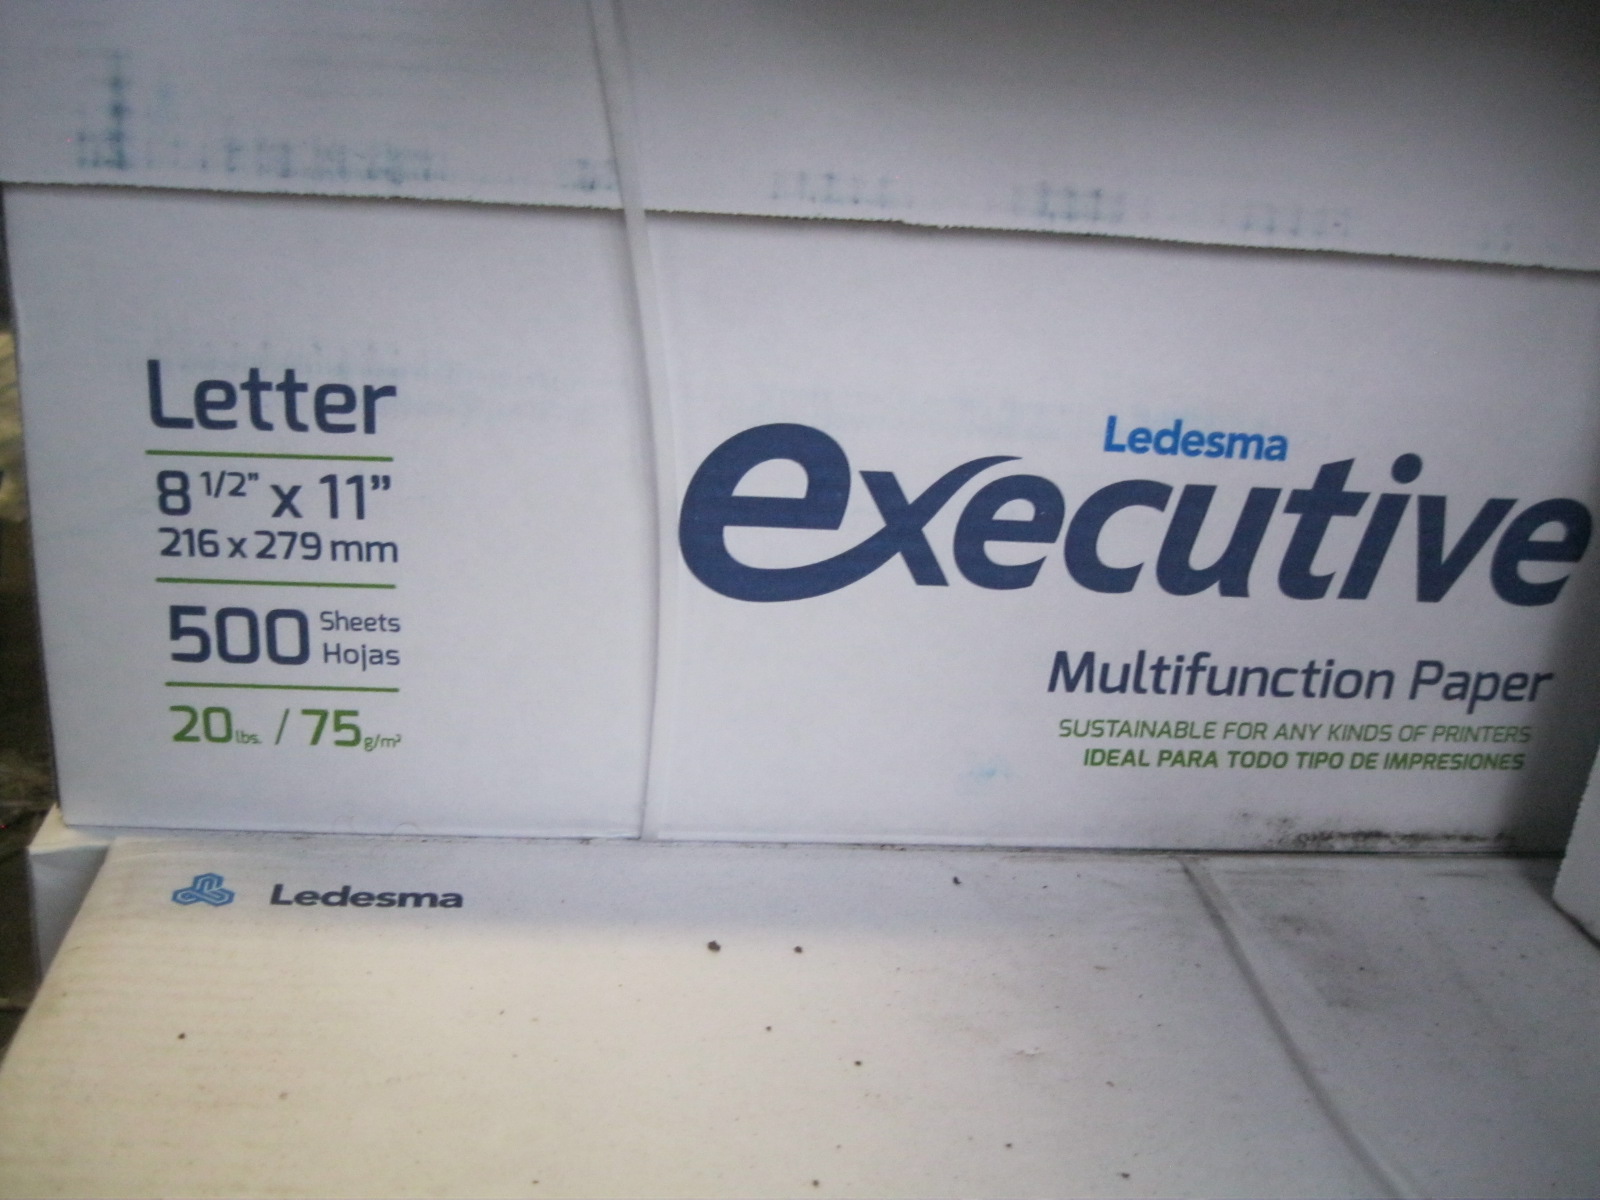 Letter
8 1/2" x 11”
216 x 279 mm
500 Sheets
Hojas
20 lbs. / 75 g/m²
Ledesma
executive
Multifunction Paper
SUSTAINABLE FOR ANY KINDS OF PRINTERS
IDEAL PARA TODO TIPO DE IMPRESIONES
Ledesma